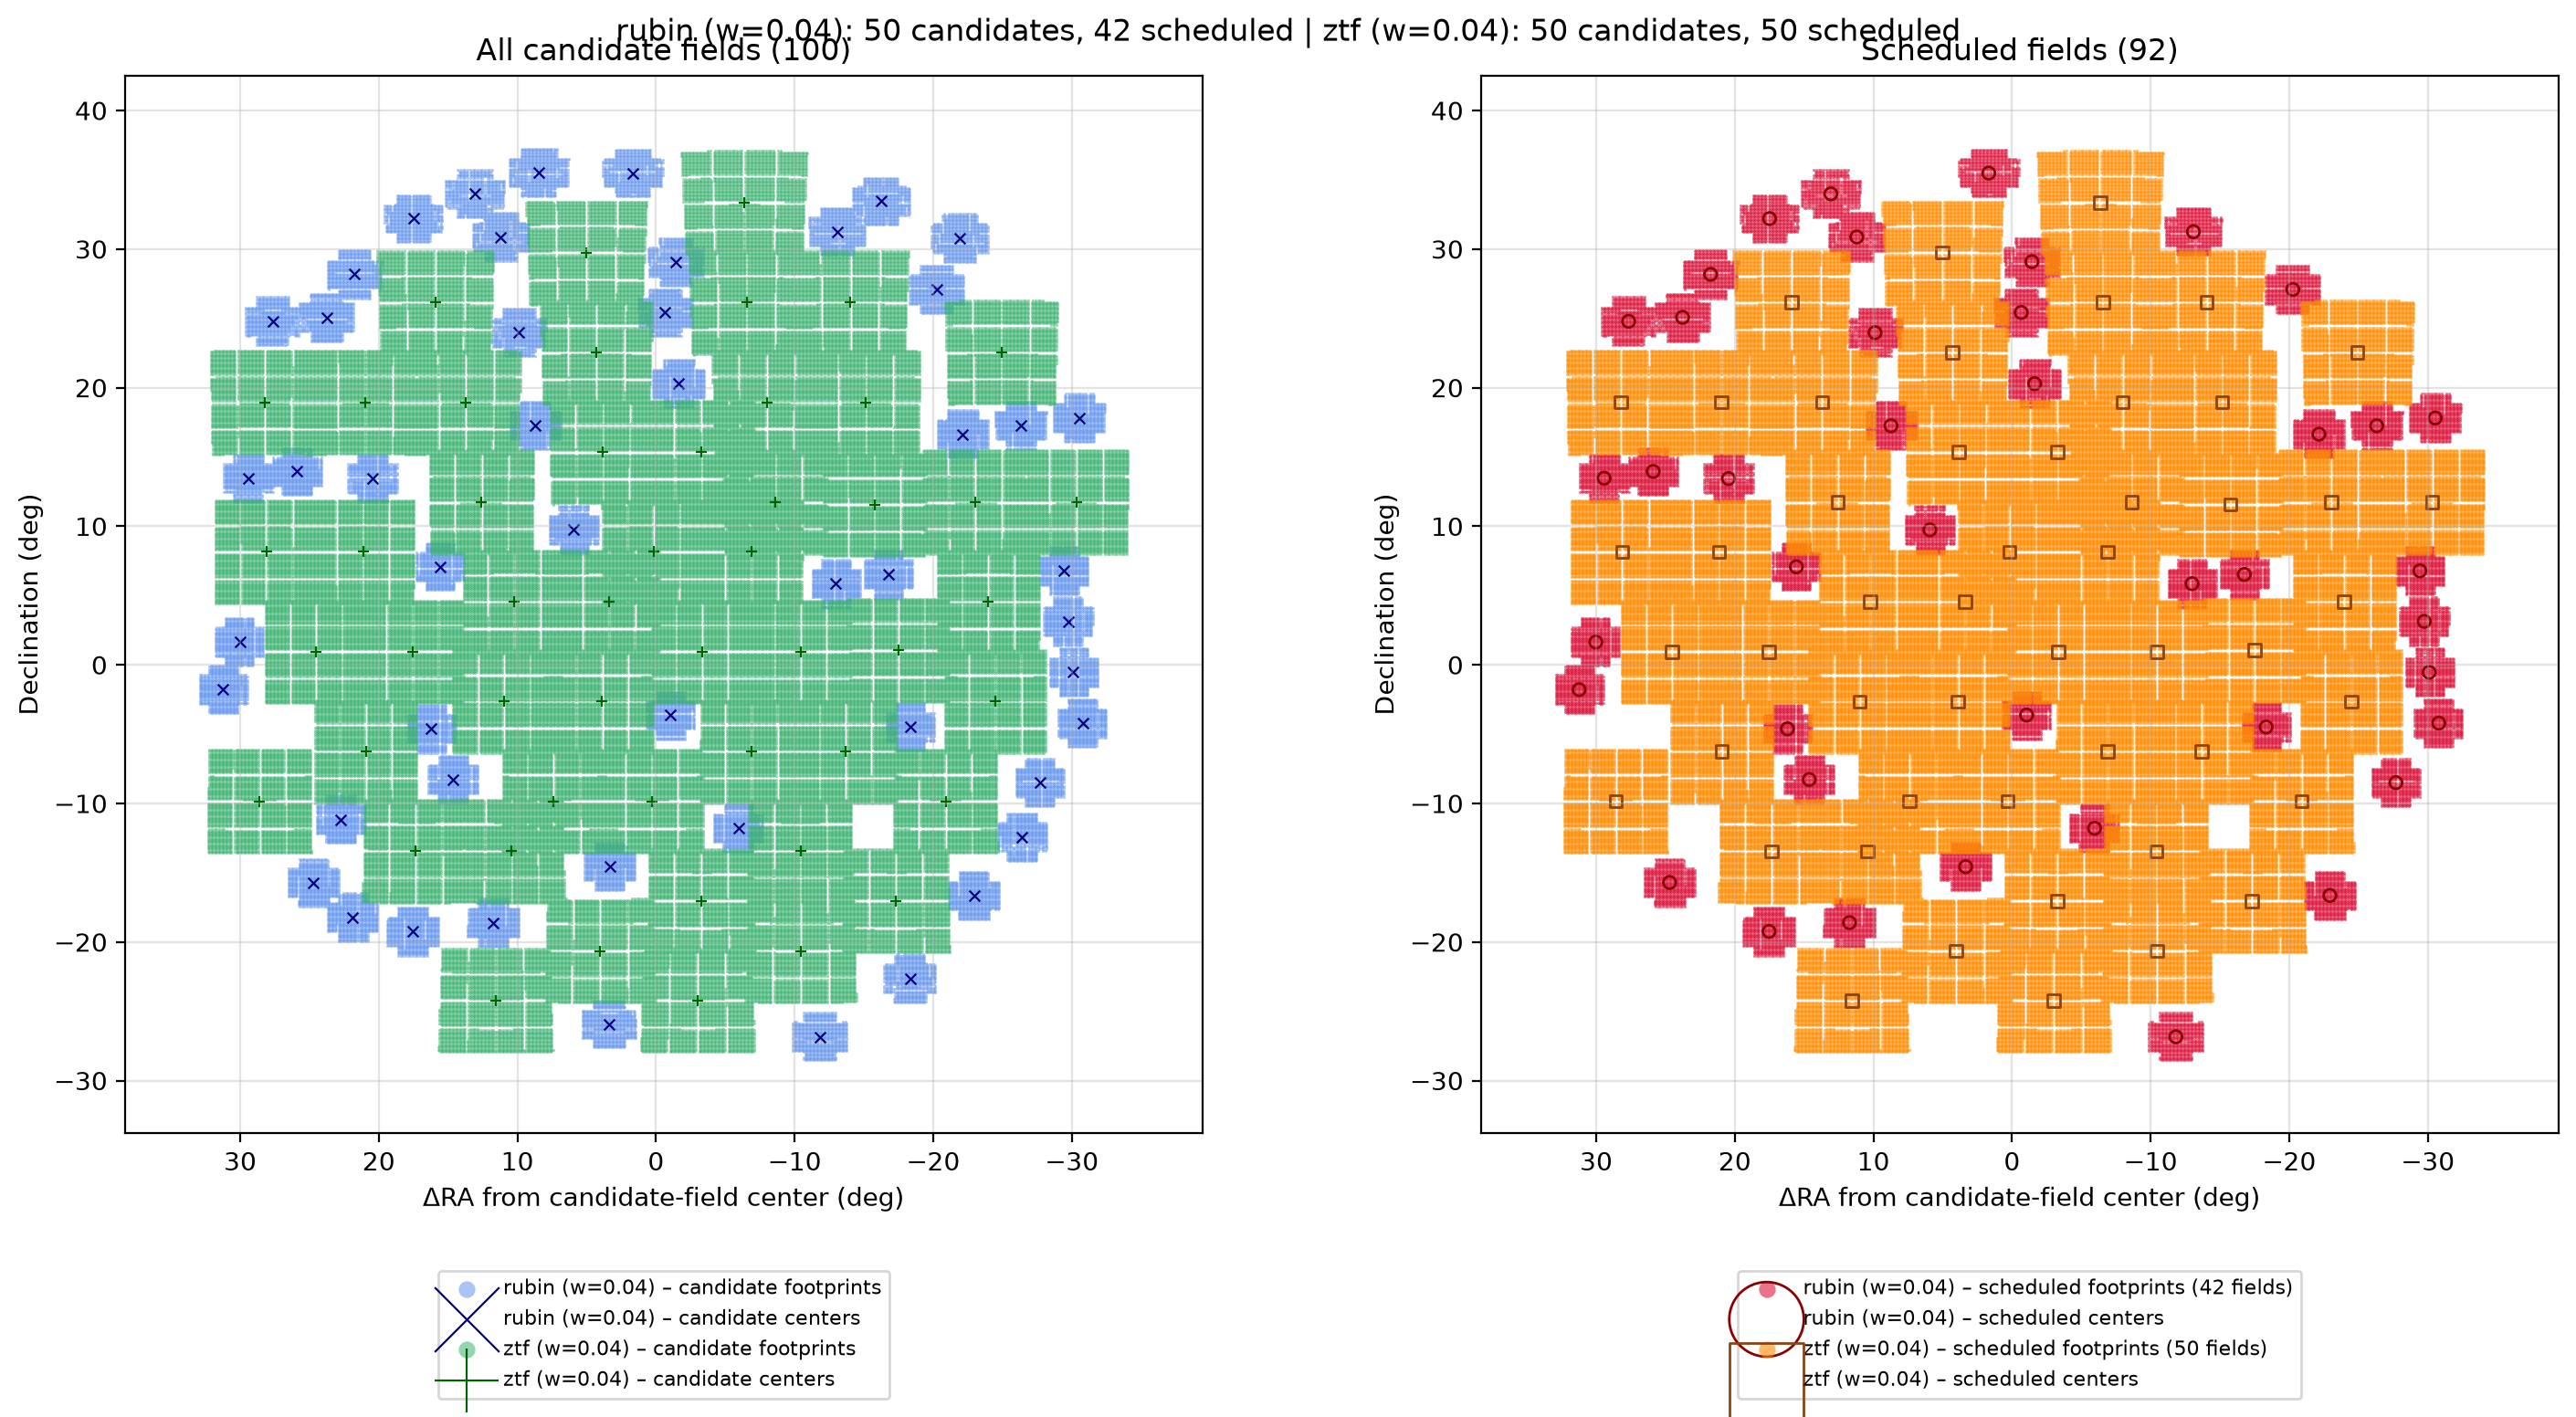 rubin (w=0.04): 50 candidates, 42 scheduled | ztf (w=0.04): 50 candidates, 50 scheduled
All candidate fields (100)
Declination (deg)
40
30
20
10
0
−10
−20
−30
30
20
10
0
−10
−20
−30
ΔRA from candidate-field center (deg)
rubin (w=0.04) – candidate footprints
rubin (w=0.04) – candidate centers
ztf (w=0.04) – candidate footprints
ztf (w=0.04) – candidate centers
Scheduled fields (92)
Declination (deg)
40
30
20
10
0
−10
−20
−30
30
20
10
0
−10
−20
−30
ΔRA from candidate-field center (deg)
rubin (w=0.04) – scheduled footprints (42 fields)
rubin (w=0.04) – scheduled centers
ztf (w=0.04) – scheduled footprints (50 fields)
ztf (w=0.04) – scheduled centers